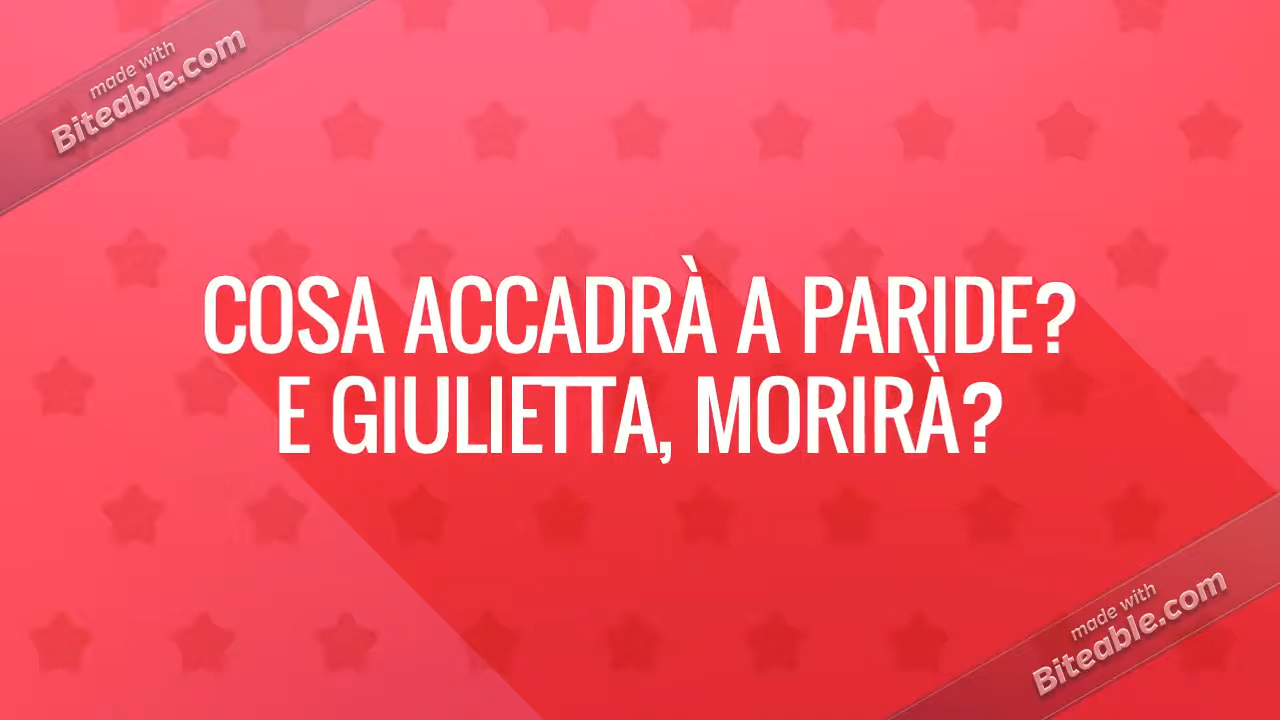 made with
Biteable.com
COSA ACCADRÀ A PARIDE?
E GIULIETTA, MORIRÀ?
made with
Biteable.com